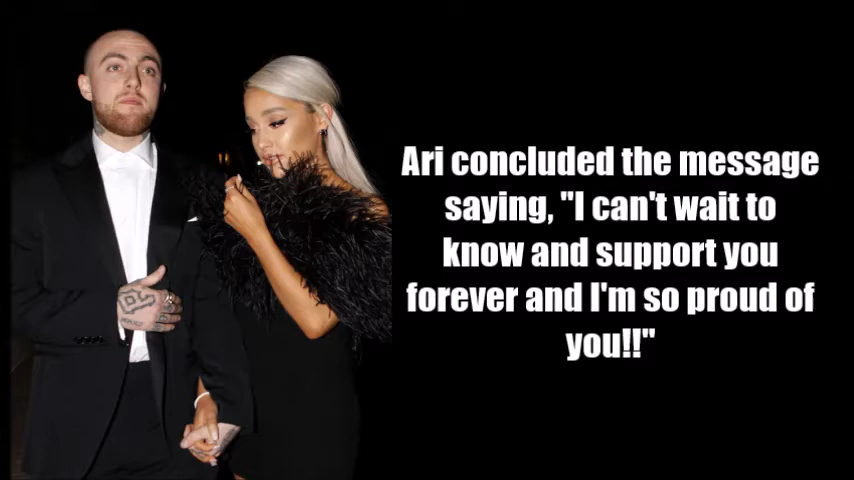 Ari concluded the message
saying, "I can't wait to
know and support you
forever and I'm so proud of
you!!"